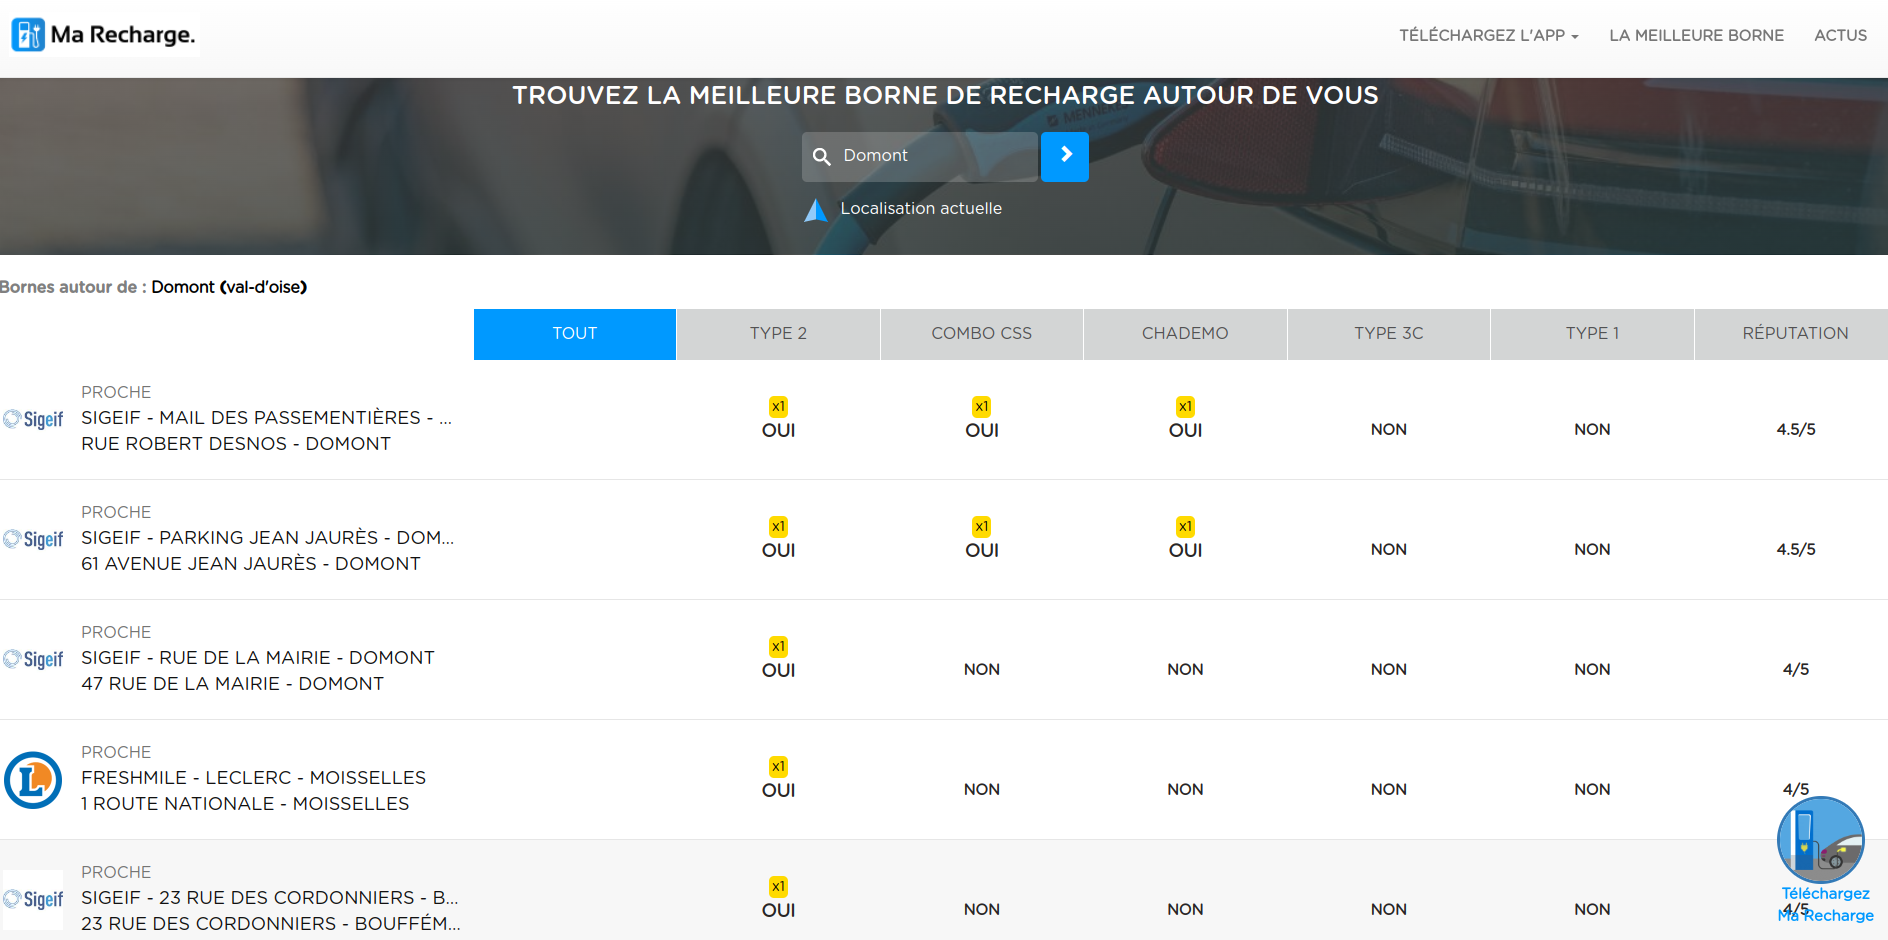 Ma Recharge.
TÉLÉCHARGEZ L'APP
LA MEILLEURE BORNE
ACTUS
TROUVEZ LA MEILLEURE BORNE DE RECHARGE AUTOUR DE VOUS
Domont
Localisation actuelle
Bornes autour de : Domont (val-d'oise)
TOUT
TYPE 2
COMBO CSS
CHADEMO
TYPE 3C
TYPE 1
RÉPUTATION
Sigeif
PROCHE
SIGEIF - MAIL DES PASSEMENTIÈRES - ...
RUE ROBERT DESNOS - DOMONT
x1
OUI
x1
OUI
x1
OUI
NON
NON
4.5/5
Sigeif
PROCHE
SIGEIF - PARKING JEAN JAURÈS - DOM...
61 AVENUE JEAN JAURÈS - DOMONT
x1
OUI
x1
OUI
x1
OUI
NON
NON
4.5/5
Sigeif
PROCHE
SIGEIF - RUE DE LA MAIRIE - DOMONT
47 RUE DE LA MAIRIE - DOMONT
x1
OUI
NON
NON
NON
NON
4/5
L
PROCHE
FRESHMILE - LECLERC - MOISSELLES
1 ROUTE NATIONALE - MOISSELLES
x1
OUI
NON
NON
NON
NON
4/5
Sigeif
PROCHE
SIGEIF - 23 RUE DES CORDONNIERS - B...
23 RUE DES CORDONNIERS - BOUFFÉM...
x1
OUI
NON
NON
NON
NON
4/5
Téléchargez
Ma Recharge